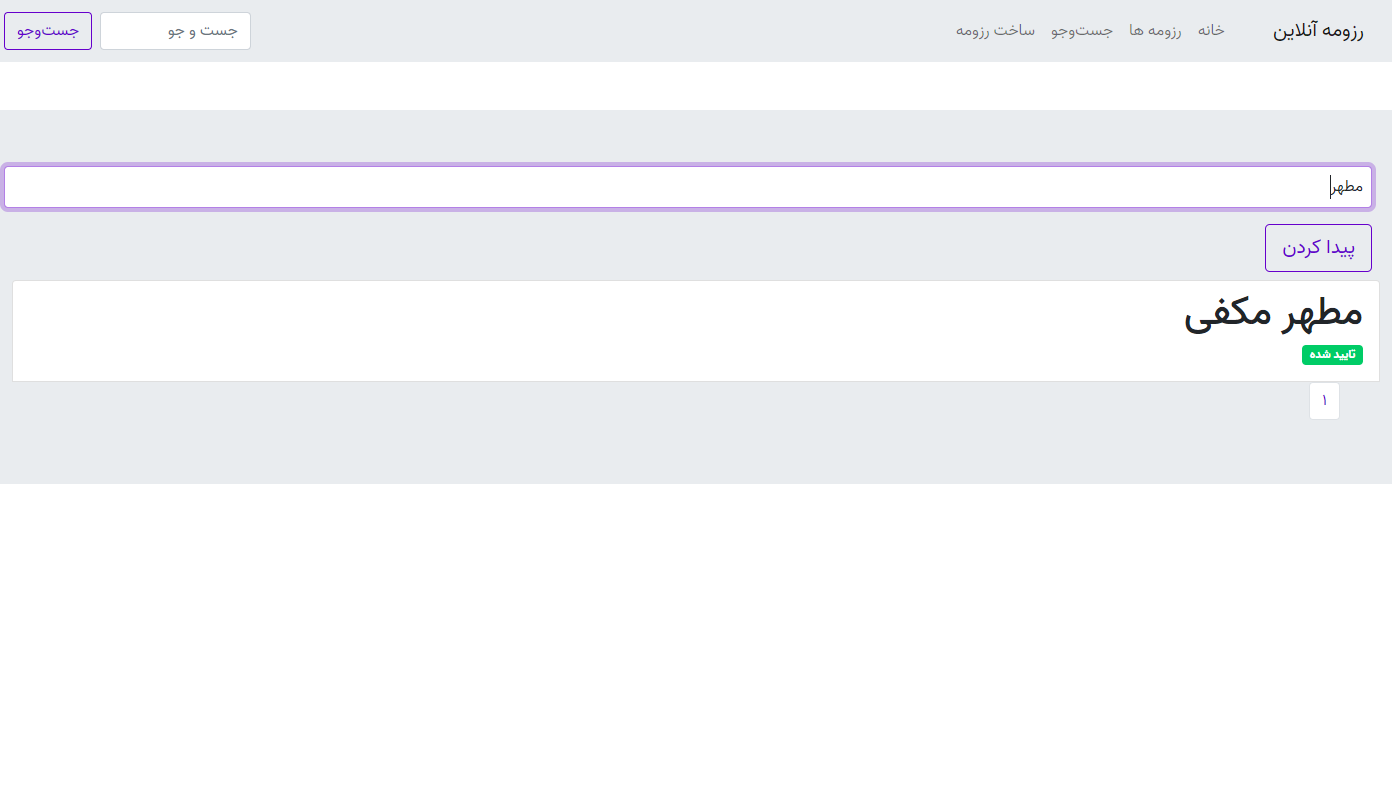 رزومه آنلاین خانه رزومه ها جست‌وجو ساخت رزومه جست و جو جست‌وجو
مطهر
پیدا کردن
مطهر مکفی
تایید شده
۱